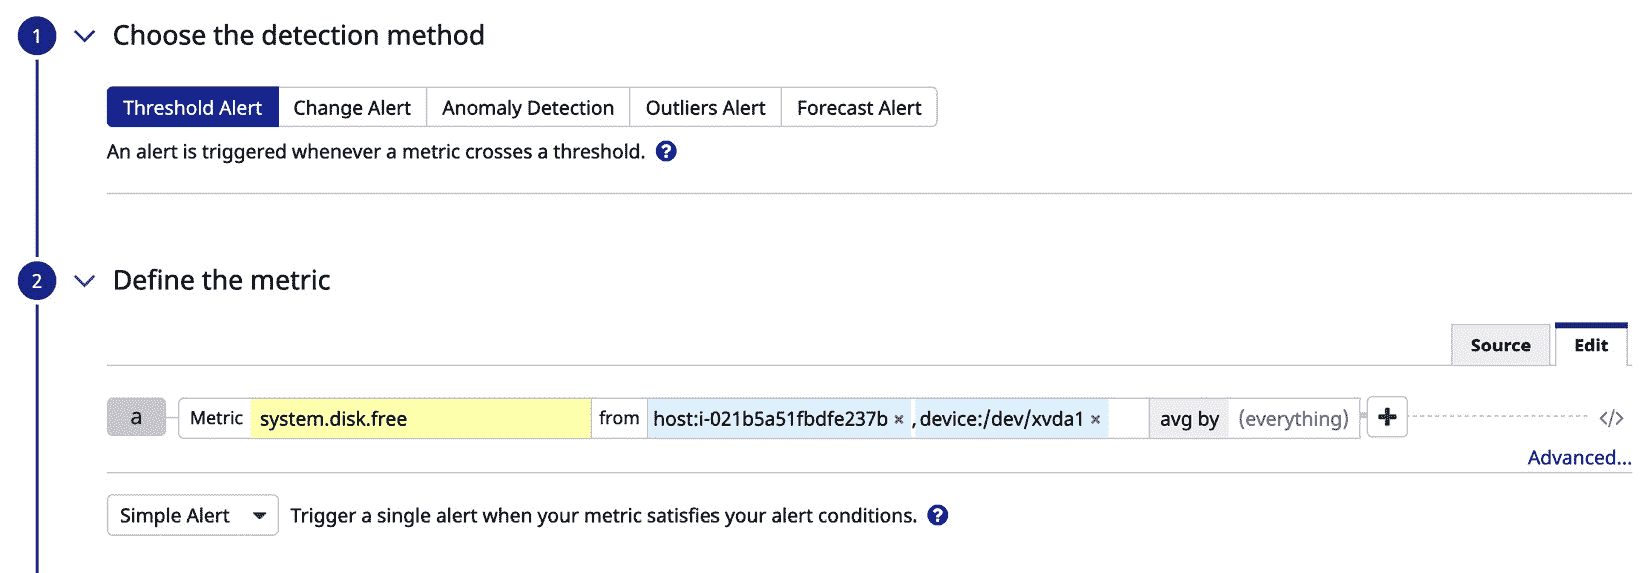 1 Choose the detection method
Threshold Alert Change Alert Anomaly Detection Outliers Alert Forecast Alert
An alert is triggered whenever a metric crosses a threshold. ?
2 Define the metric
Source Edit
a Metric system.disk.free from host:i-021b5a51fbdfe237b × , device:/dev/xvda1 × avg by (everything) + </>
Advanced...
Simple Alert Trigger a single alert when your metric satisfies your alert conditions. ?